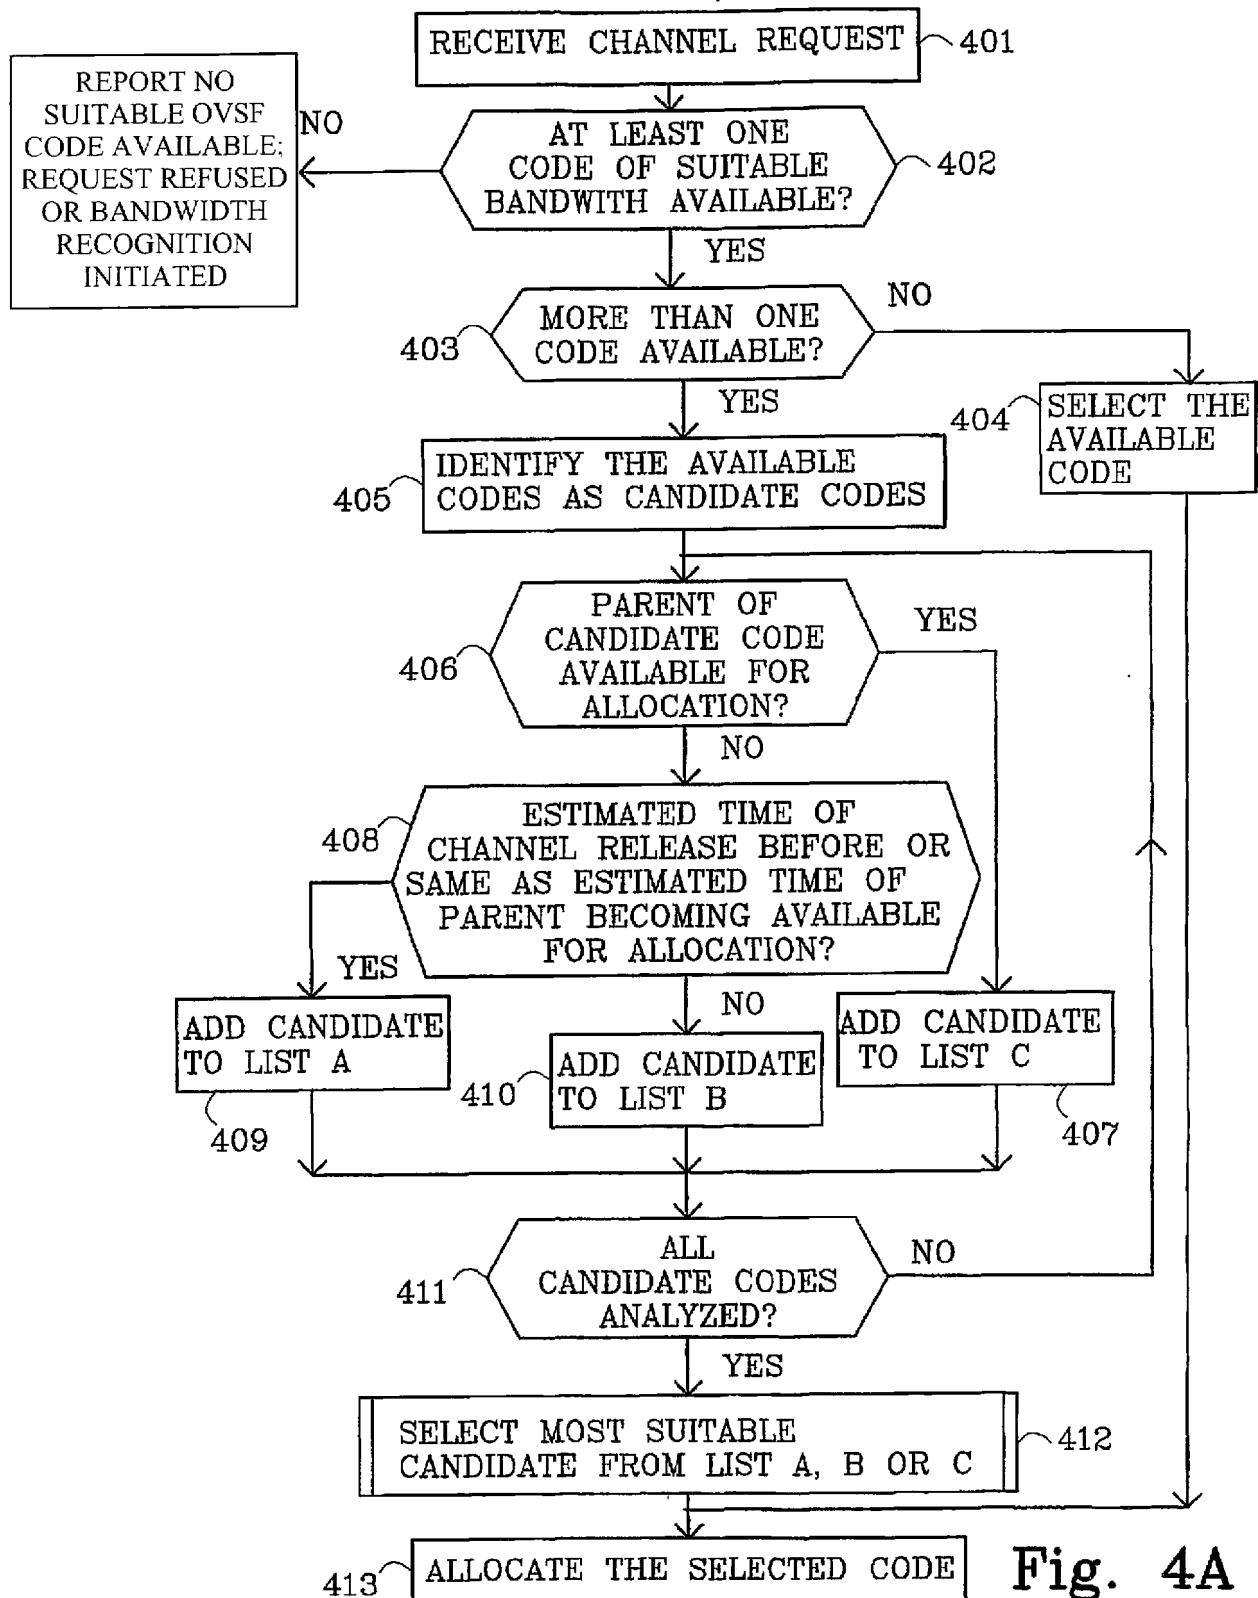 RECEIVE CHANNEL REQUEST
401
REPORT NO
SUITABLE OVSF
CODE AVAILABLE;
REQUEST REFUSED
OR BANDWIDTH
RECOGNITION
INITIATED
NO
AT LEAST ONE
CODE OF SUITABLE
BANDWITH AVAILABLE?
402
YES
MORE THAN ONE
CODE AVAILABLE?
403
NO
YES
404
SELECT THE
AVAILABLE
CODE
IDENTIFY THE AVAILABLE
CODES AS CANDIDATE CODES
405
PARENT OF
CANDIDATE CODE
AVAILABLE FOR
ALLOCATION?
406
YES
NO
408
ESTIMATED TIME OF
CHANNEL RELEASE BEFORE OR
SAME AS ESTIMATED TIME OF
PARENT BECOMING AVAILABLE
FOR ALLOCATION?
YES
NO
ADD CANDIDATE
TO LIST A
409
410
ADD CANDIDATE
TO LIST B
ADD CANDIDATE
TO LIST C
407
ALL
CANDIDATE CODES
ANALYZED?
411
NO
YES
SELECT MOST SUITABLE
CANDIDATE FROM LIST A, B OR C
412
413
ALLOCATE THE SELECTED CODE
Fig. 4A